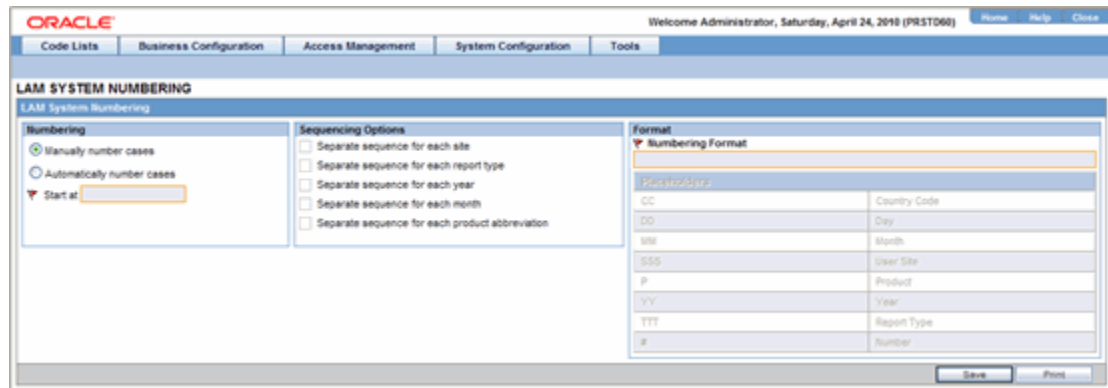 ORACLE
Welcome Administrator, Saturday, April 24, 2010 (PRSTD60)
Home Help Close
Code Lists Business Configuration Access Management System Configuration Tools
LAM SYSTEM NUMBERING
LAM System Numbering
Numbering
Manually number cases
Automatically number cases
Start at
Sequencing Options
Separate sequence for each site
Separate sequence for each report type
Separate sequence for each year
Separate sequence for each month
Separate sequence for each product abbreviation
Format
Numbering Format
Placeholders
CC Country Code
DD Day
MM Month
SSS User Site
P Product
YY Year
TTT Report Type
# Number
Save Print